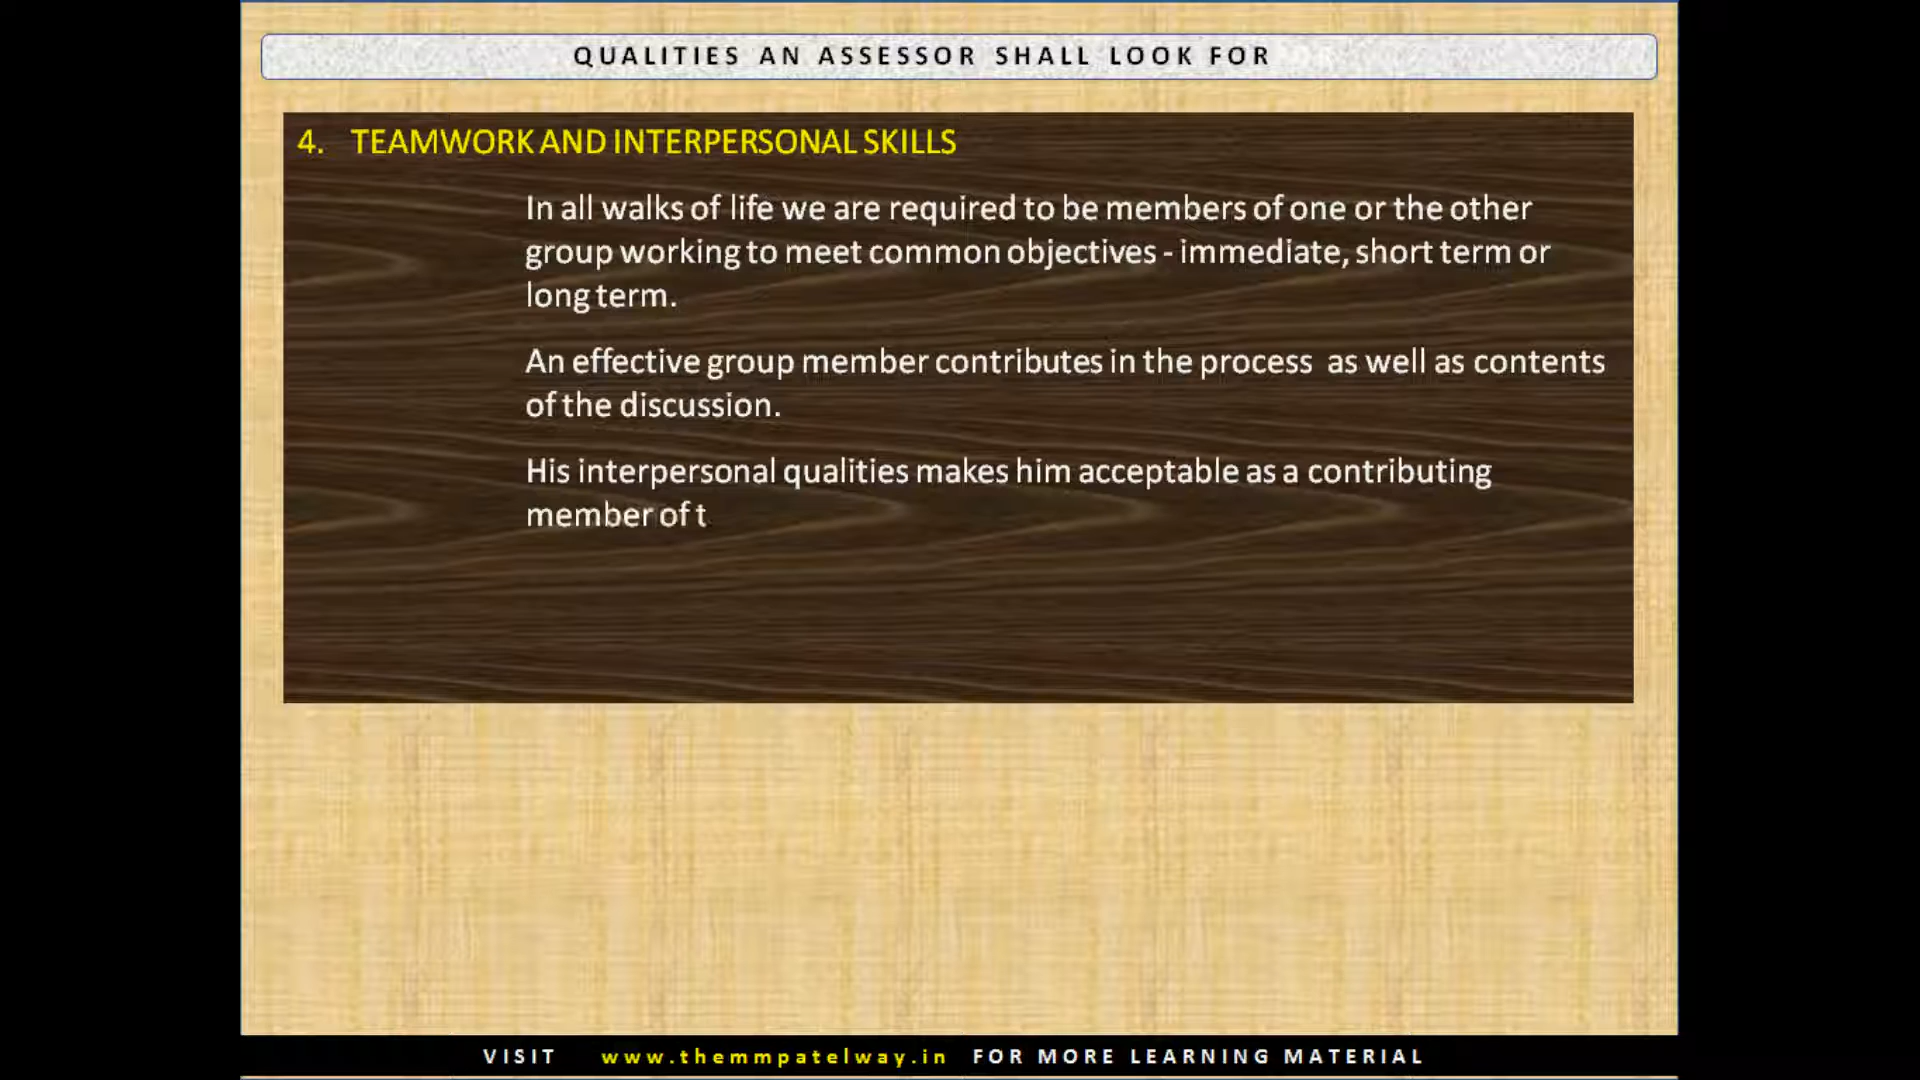 QUALITIES AN ASSESSOR SHALL LOOK FOR
4. TEAMWORK AND INTERPERSONAL SKILLS
In all walks of life we are required to be members of one or the other
group working to meet common objectives - immediate, short term or
long term.
An effective group member contributes in the process as well as contents
of the discussion.
His interpersonal qualities makes him acceptable as a contributing
member of t
VISIT www.themmpatelway.in FOR MORE LEARNING MATERIAL